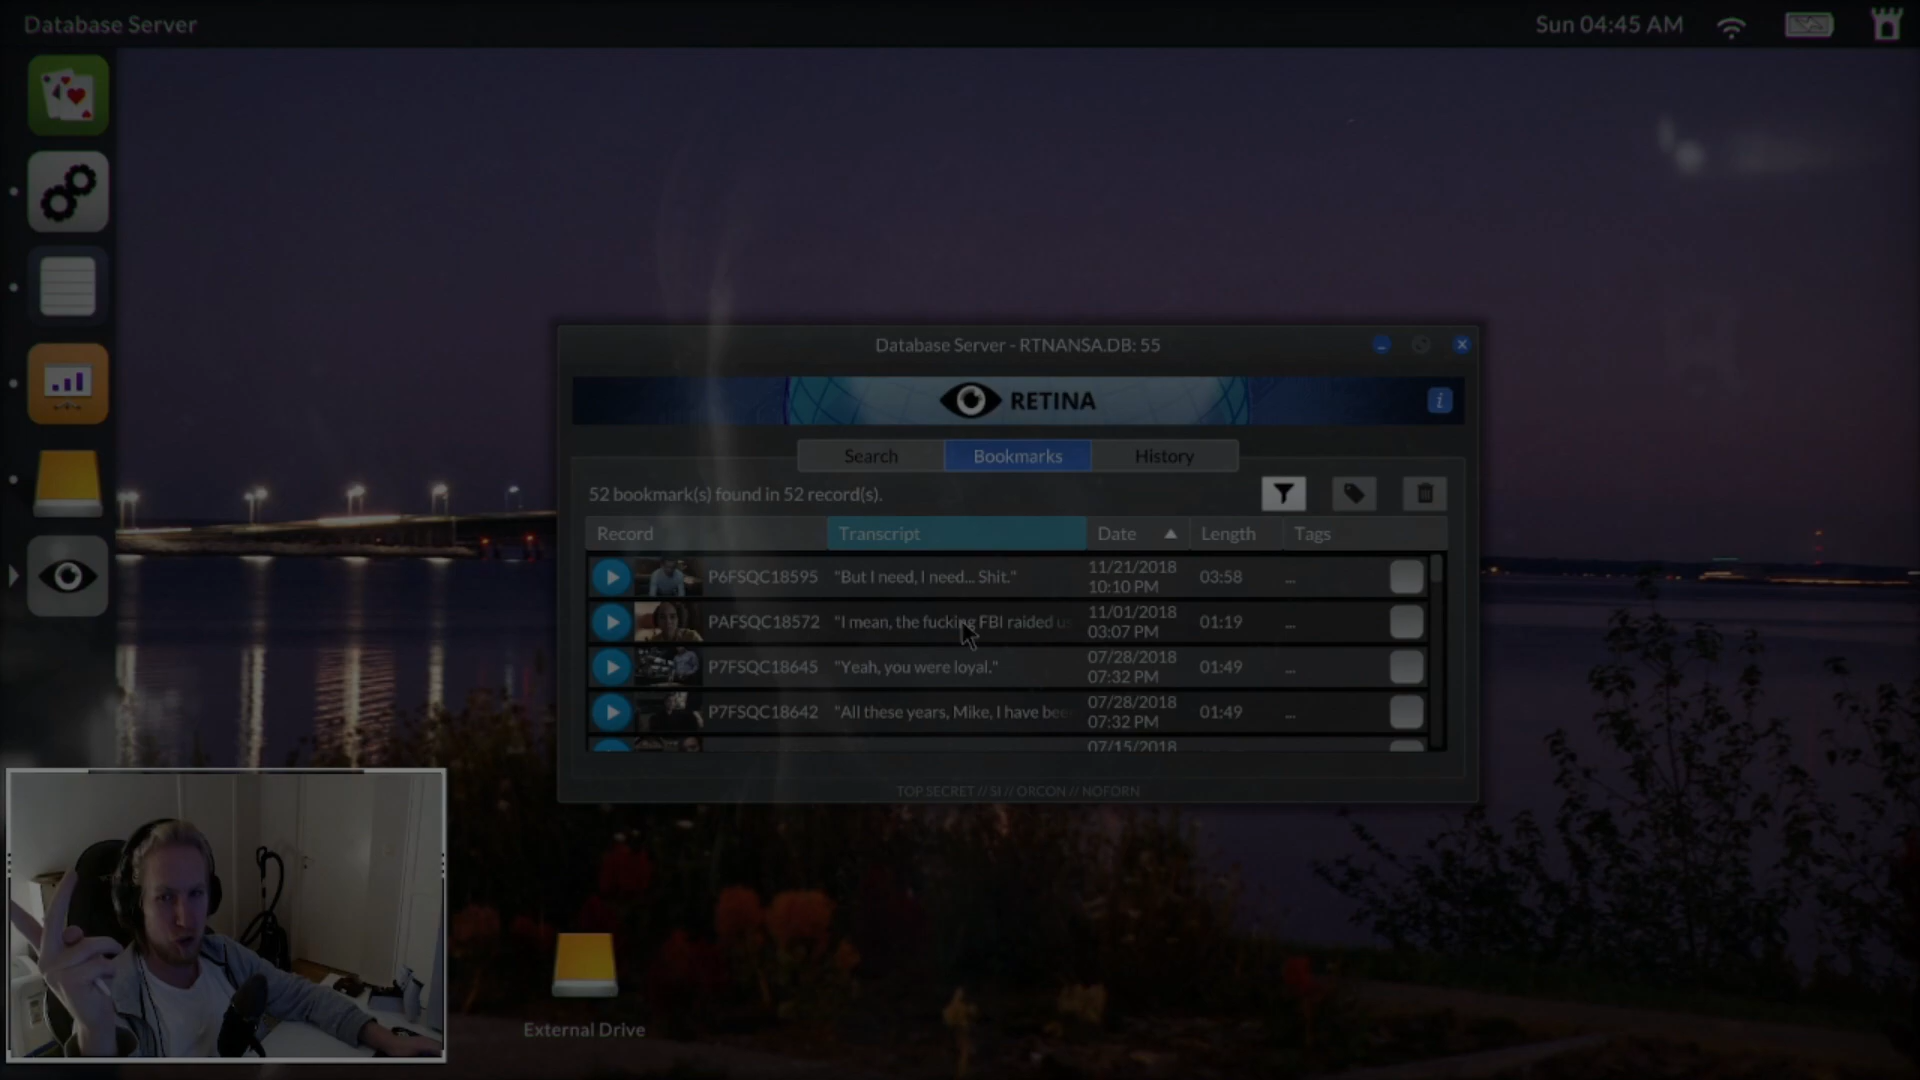 Database Server
Sun 04:45 AM
Database Server - RTNANSA.DB: 55
RETINA
i
Search
Bookmarks
History
52 bookmark(s) found in 52 record(s).
Record
Transcript
Date
Length
Tags
P6FSQC18595
"But I need, I need... Shit."
11/21/2018
10:10 PM
03:58
...
PAFSQC18572
"I mean, the fucking FBI raided us
11/01/2018
03:07 PM
01:19
...
P7FSQC18645
"Yeah, you were loyal."
07/28/2018
07:32 PM
01:49
...
P7FSQC18642
"All these years, Mike, I have bee
07/28/2018
07:32 PM
01:49
...
07/15/2018
TOP SECRET // SI // ORCON // NOFORN
External Drive